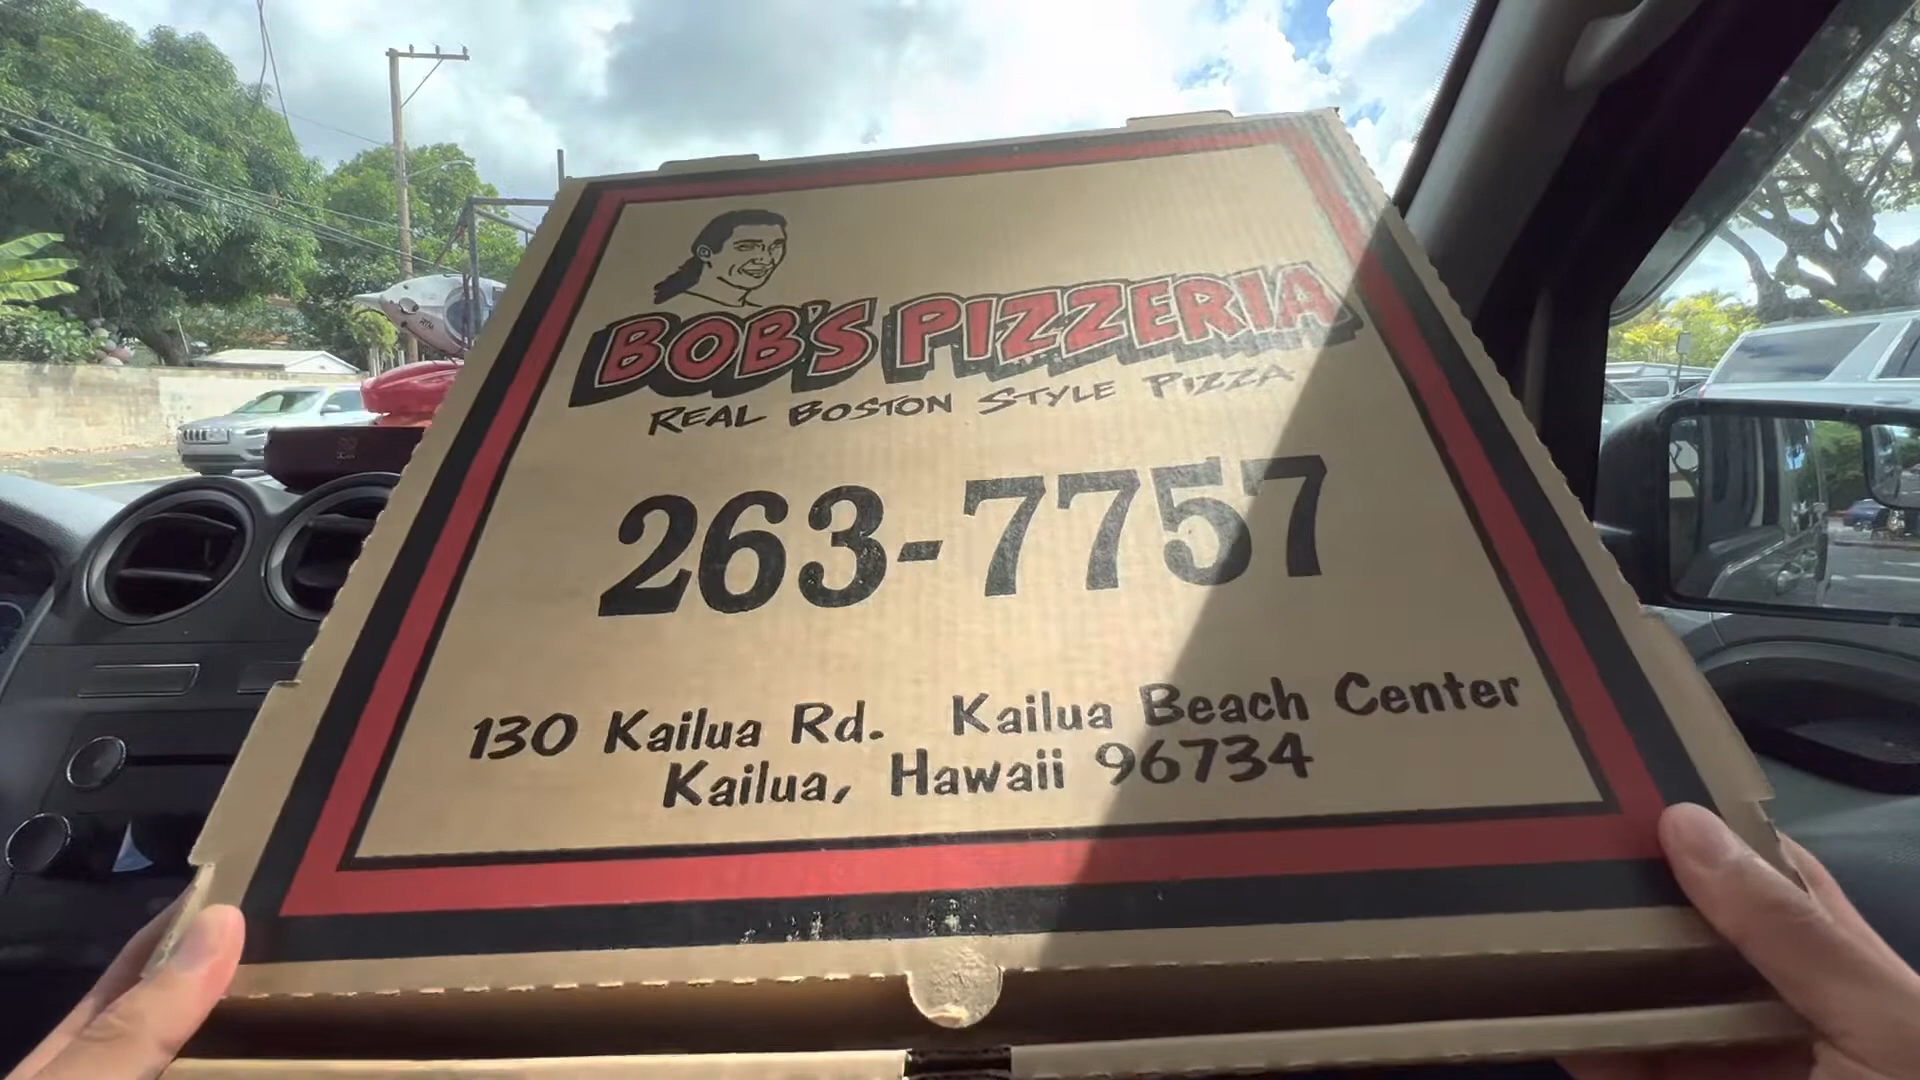 BOB'S PIZZERIA
REAL BOSTON STYLE PIZZA
263-7757
130 Kailua Rd. Kailua Beach Center
Kailua, Hawaii 96734